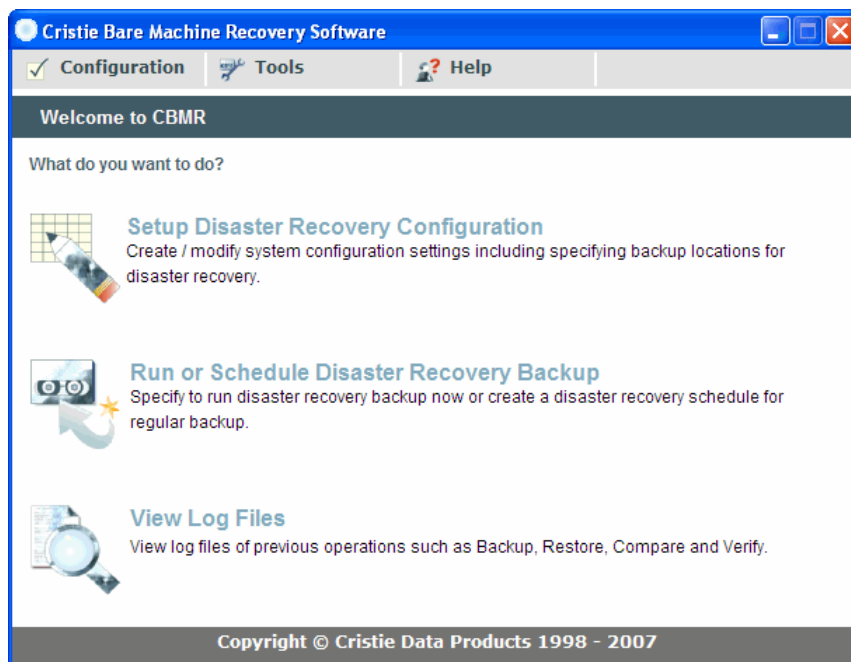 Cristie Bare Machine Recovery Software
Configuration Tools Help
Welcome to CBMR
What do you want to do?
Setup Disaster Recovery Configuration
Create / modify system configuration settings including specifying backup locations for
disaster recovery.
Run or Schedule Disaster Recovery Backup
Specify to run disaster recovery backup now or create a disaster recovery schedule for
regular backup.
View Log Files
View log files of previous operations such as Backup, Restore, Compare and Verify.
Copyright © Cristie Data Products 1998 - 2007